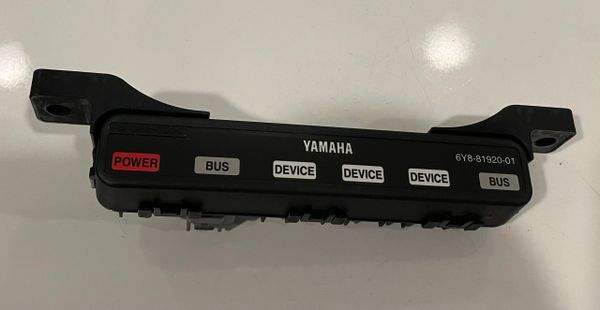 YAMAHA
6Y8-81920-01
POWER
BUS
DEVICE
DEVICE
DEVICE
BUS